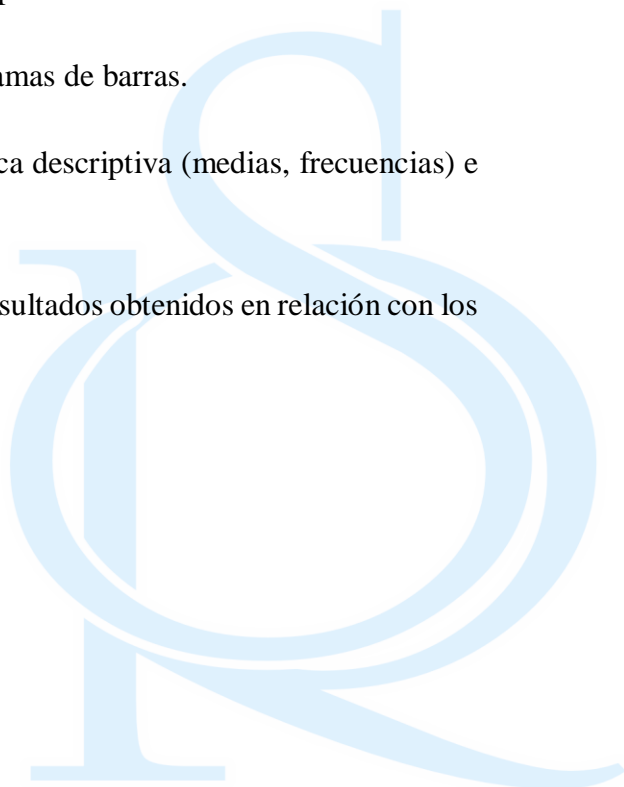 amas de barras.
ca descriptiva (medias, frecuencias) e
sultados obtenidos en relación con los